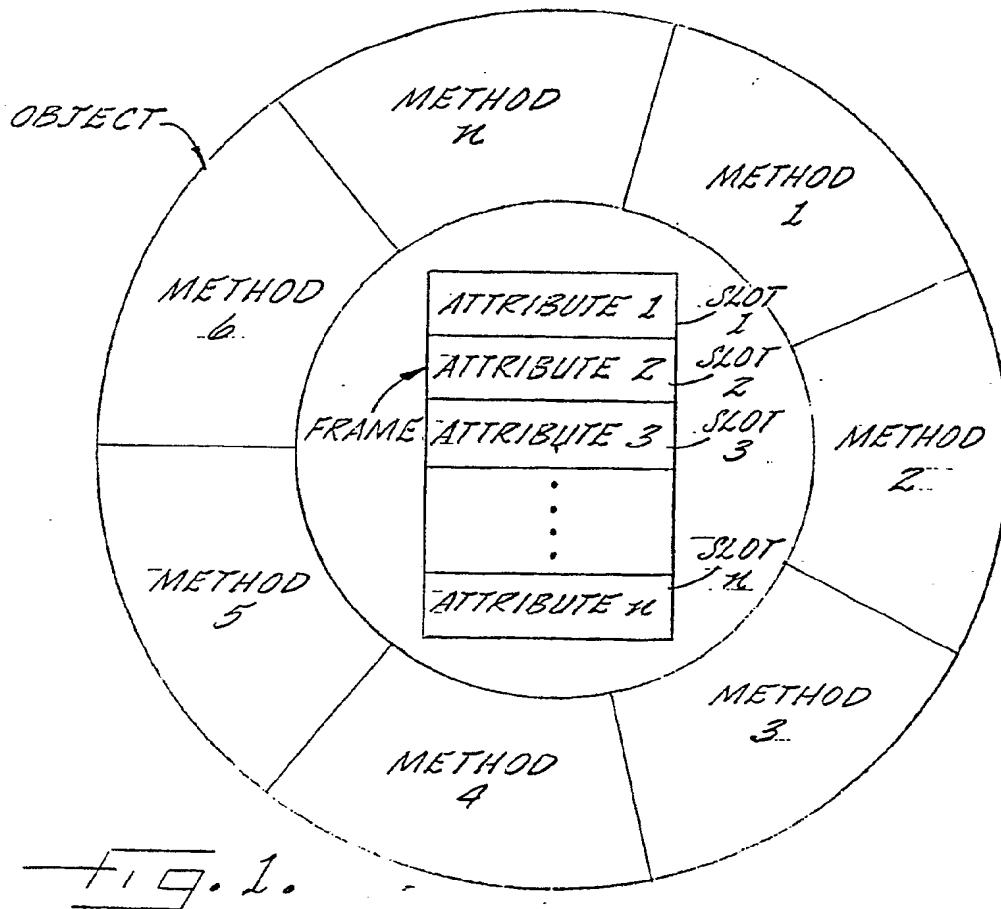 OBJECT
METHOD
n
METHOD
1
METHOD
2
METHOD
3
METHOD
4
METHOD
5
METHOD
6
FRAME
ATTRIBUTE 1
SLOT
1
ATTRIBUTE 2
SLOT
2
ATTRIBUTE 3
SLOT
3
SLOT
n
ATTRIBUTE n
Fig. 1.